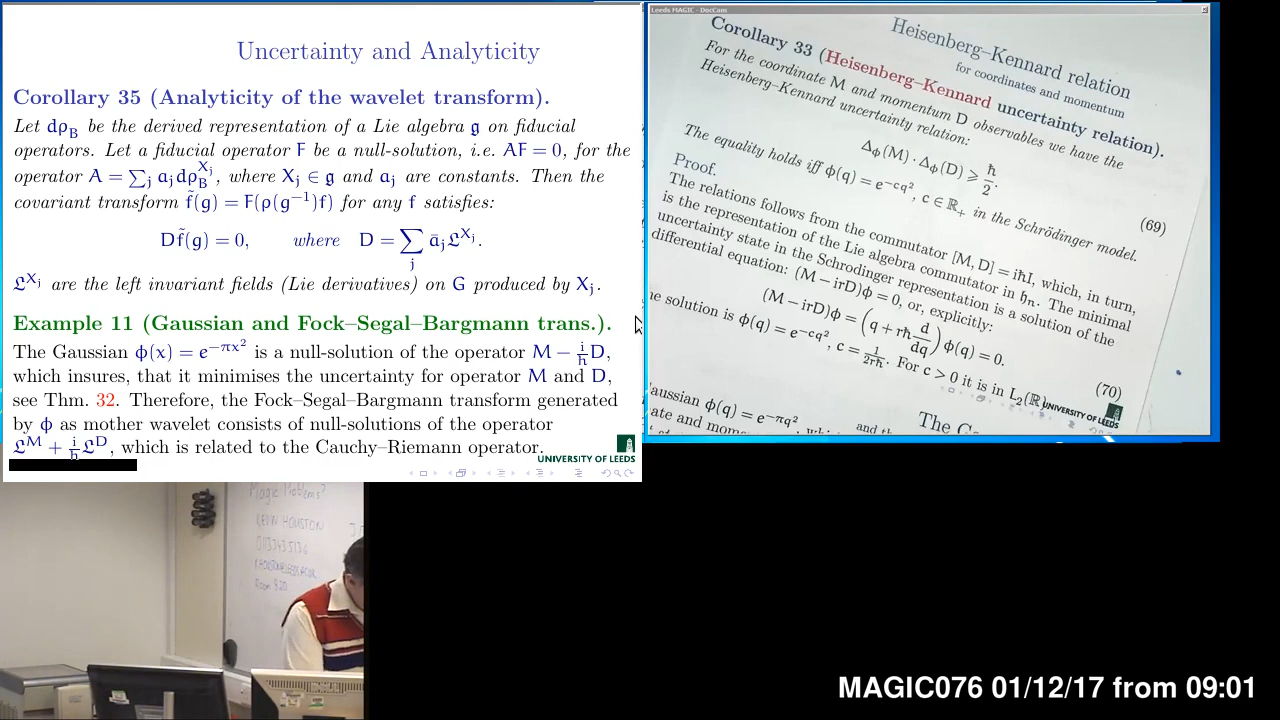 Uncertainty and Analyticity
Corollary 35 (Analyticity of the wavelet transform).
Let dρ_B be the derived representation of a Lie algebra 𝔤 on fiducial
operators. Let a fiducial operator F be a null-solution, i.e. AF = 0, for the
operator A = ∑_j a_j dρ_B^{X_j}, where X_j ∈ 𝔤 and a_j are constants. Then the
covariant transform f̃(g) = F(ρ(g⁻¹)f) for any f satisfies:
Df̃(g) = 0, where D = ∑_j ā_j 𝔏^{X_j}.
𝔏^{X_j} are the left invariant fields (Lie derivatives) on G produced by X_j.
Example 11 (Gaussian and Fock–Segal–Bargmann trans.).
The Gaussian ϕ(x) = e^{−πx²} is a null-solution of the operator M − i/ħ D,
which insures, that it minimises the uncertainty for operator M and D,
see Thm. 32. Therefore, the Fock–Segal–Bargmann transform generated
by ϕ as mother wavelet consists of null-solutions of the operator
𝔏^M + i/ħ 𝔏^D, which is related to the Cauchy–Riemann operator.
UNIVERSITY OF LEEDS
Leeds MAGIC - DocCam
Heisenberg–Kennard relation
for coordinates and momentum
Corollary 33 (Heisenberg–Kennard uncertainty relation).
For the coordinate M and momentum D observables we have the
Heisenberg–Kennard uncertainty relation:
Δ_ϕ(M) · Δ_ϕ(D) ⩾ ħ/2. (69)
The equality holds iff ϕ(q) = e^{−cq²}, c ∈ ℝ₊ in the Schrödinger model.
Proof.
The relations follows from the commutator [M, D] = iħI, which, in turn,
is the representation of the Lie algebra commutator in 𝔥_n. The minimal
uncertainty state in the Schrodinger representation is a solution of the
differential equation: (M − irD)ϕ = 0, or, explicitly:
(M − irD)ϕ = (q + rħ d/dq) ϕ(q) = 0. (70)
he solution is ϕ(q) = e^{−cq²}, c = 1/2rħ. For c > 0 it is in L₂(ℝ).
UNIVERSITY OF LEEDS
aussian ϕ(q) = e^{−πq²}
The C
Magic Problems?
KEVIN HOUSTON
MAGIC076 01/12/17 from 09:01